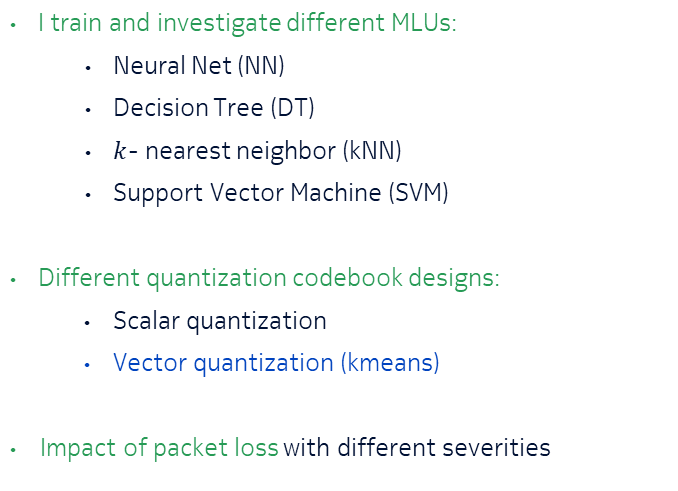 • I train and investigate different MLUs:
• Neural Net (NN)
• Decision Tree (DT)
• k- nearest neighbor (kNN)
• Support Vector Machine (SVM)
• Different quantization codebook designs:
• Scalar quantization
• Vector quantization (kmeans)
• Impact of packet loss with different severities